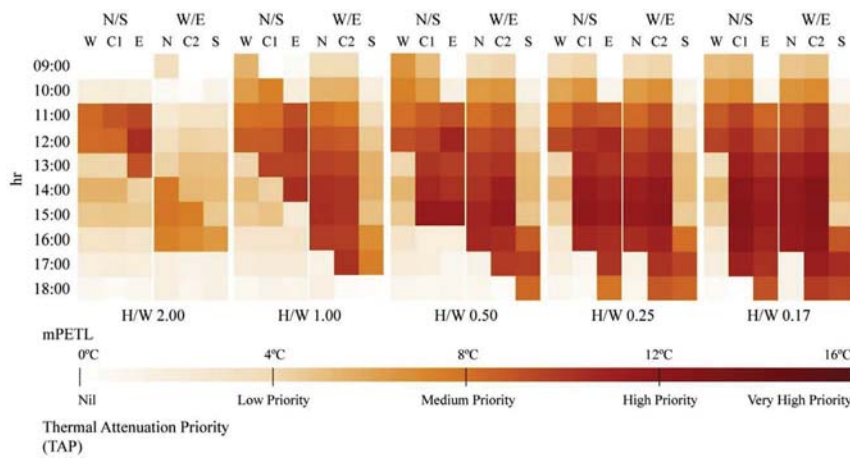 N/S W/E N/S W/E N/S W/E N/S W/E N/S W/E
W C1 E N C2 S W C1 E N C2 S W C1 E N C2 S W C1 E N C2 S W C1 E N C2 S
09:00
10:00
11:00
12:00
13:00
hr
14:00
15:00
16:00
17:00
18:00
H/W 2.00 H/W 1.00 H/W 0.50 H/W 0.25 H/W 0.17
mPETL
0ºC 4ºC 8ºC 12ºC 16ºC
Nil Low Priority Medium Priority High Priority Very High Priority
Thermal Attenuation Priority
(TAP)